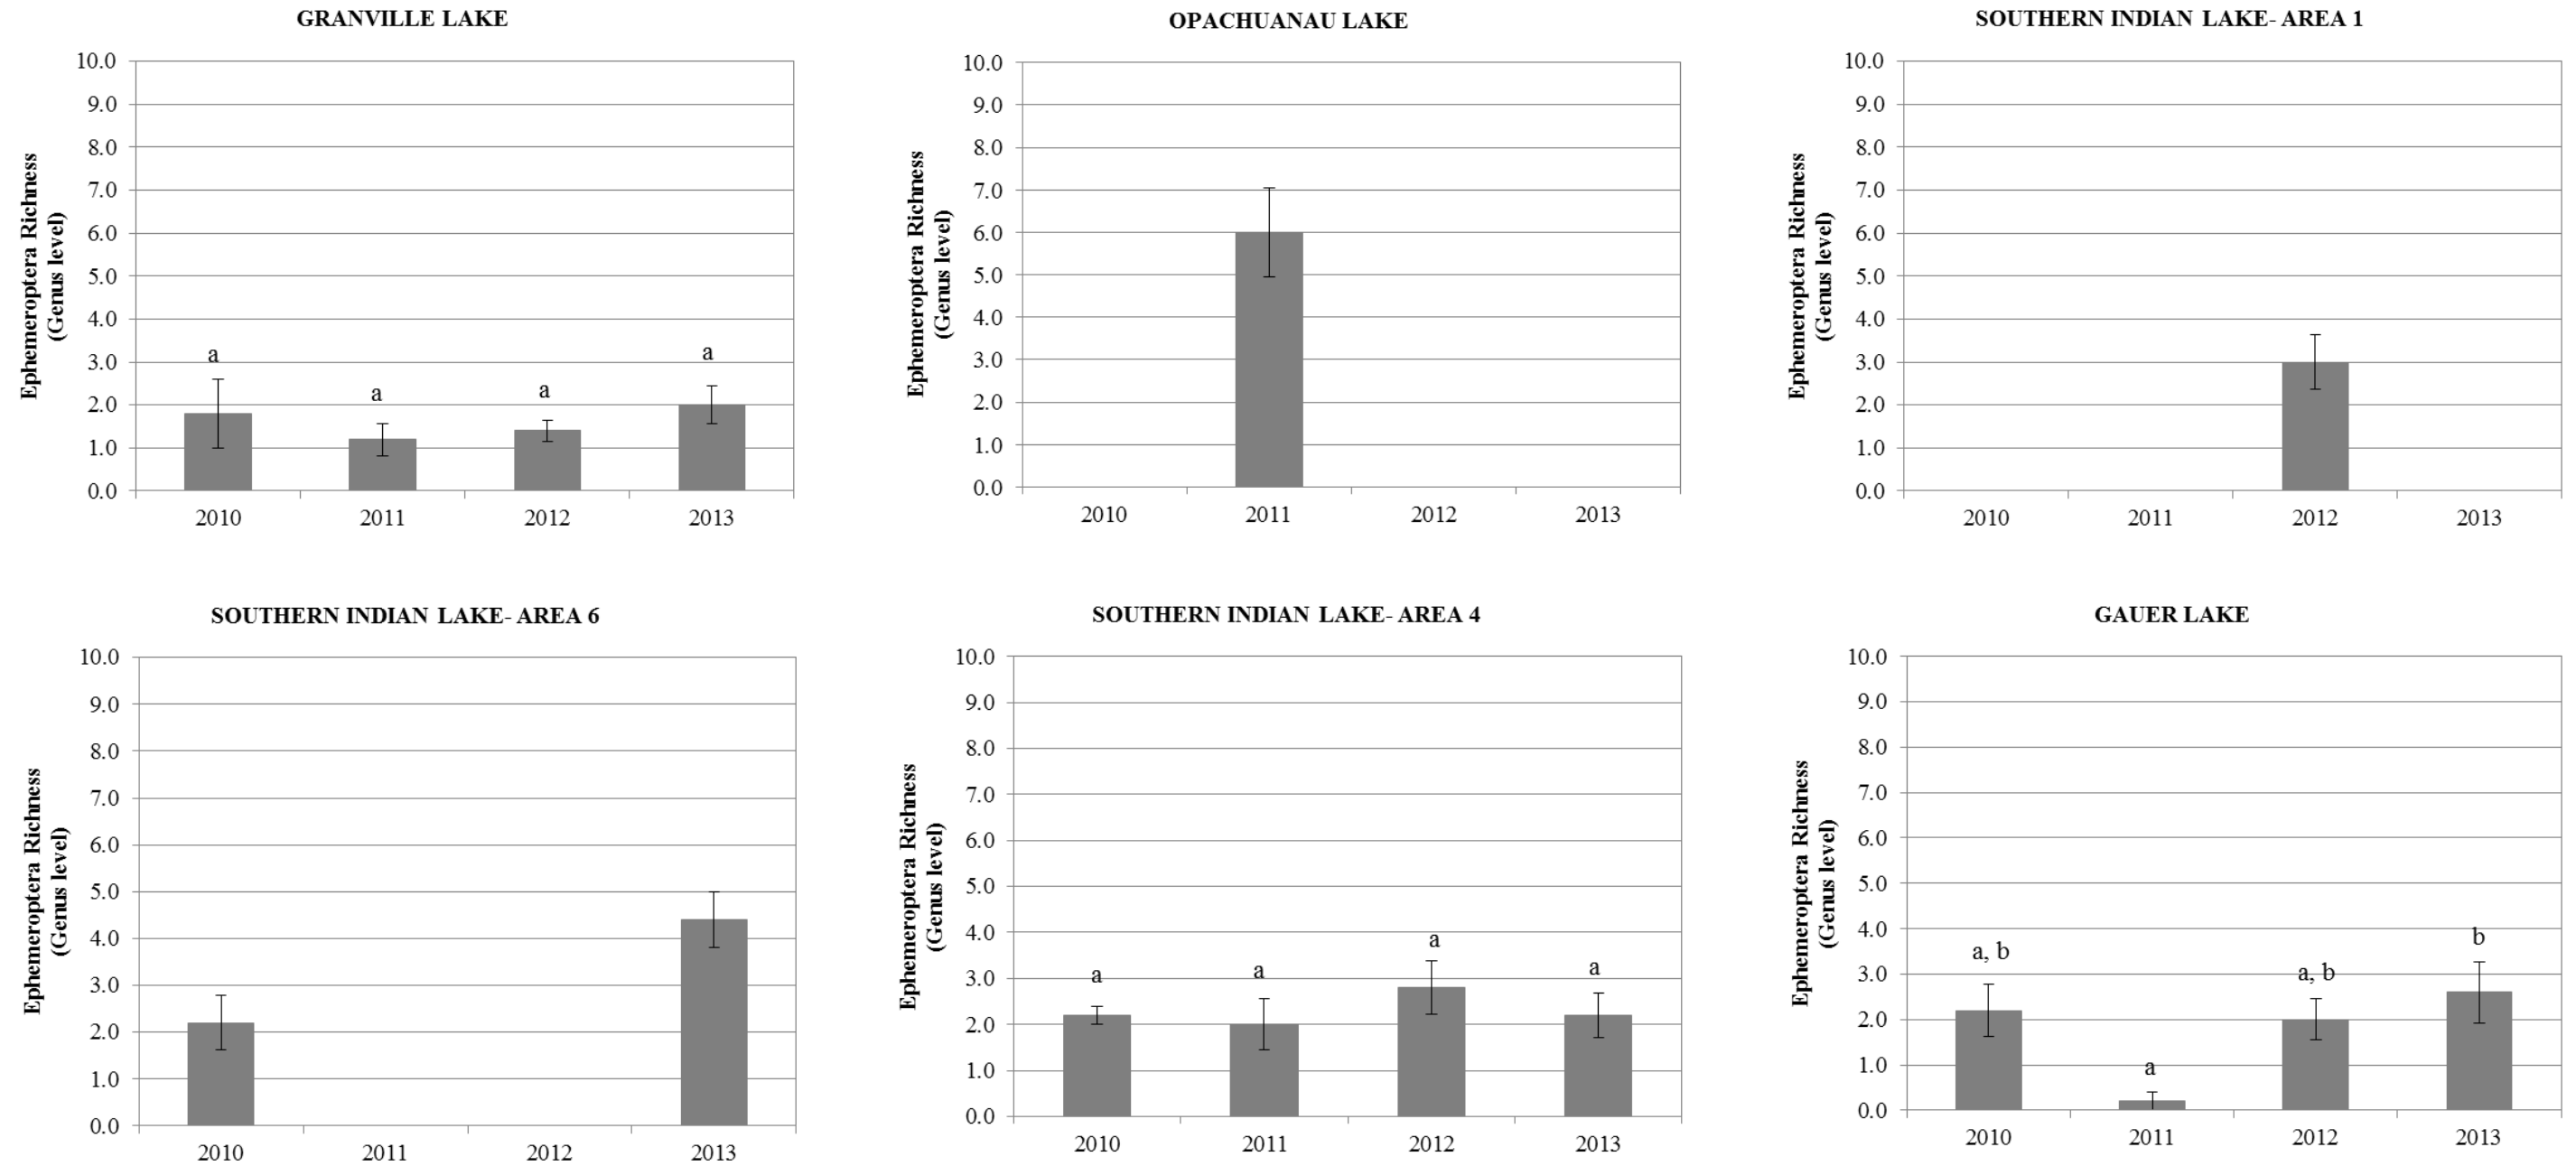 GRANVILLE LAKE
Ephemeroptera Richness
(Genus level)
10.0
9.0
8.0
7.0
6.0
5.0
4.0
3.0
2.0
1.0
0.0
a
a
a
a
2010 2011 2012 2013
OPACHUANAU LAKE
Ephemeroptera Richness
(Genus level)
10.0
9.0
8.0
7.0
6.0
5.0
4.0
3.0
2.0
1.0
0.0
2010 2011 2012 2013
SOUTHERN INDIAN LAKE- AREA 1
Ephemeroptera Richness
(Genus level)
10.0
9.0
8.0
7.0
6.0
5.0
4.0
3.0
2.0
1.0
0.0
2010 2011 2012 2013
SOUTHERN INDIAN LAKE- AREA 6
Ephemeroptera Richness
(Genus level)
10.0
9.0
8.0
7.0
6.0
5.0
4.0
3.0
2.0
1.0
0.0
2010 2011 2012 2013
SOUTHERN INDIAN LAKE- AREA 4
Ephemeroptera Richness
(Genus level)
10.0
9.0
8.0
7.0
6.0
5.0
4.0
3.0
2.0
1.0
0.0
a
a
a
a
2010 2011 2012 2013
GAUER LAKE
Ephemeroptera Richness
(Genus level)
10.0
9.0
8.0
7.0
6.0
5.0
4.0
3.0
2.0
1.0
0.0
a, b
a
a, b
b
2010 2011 2012 2013